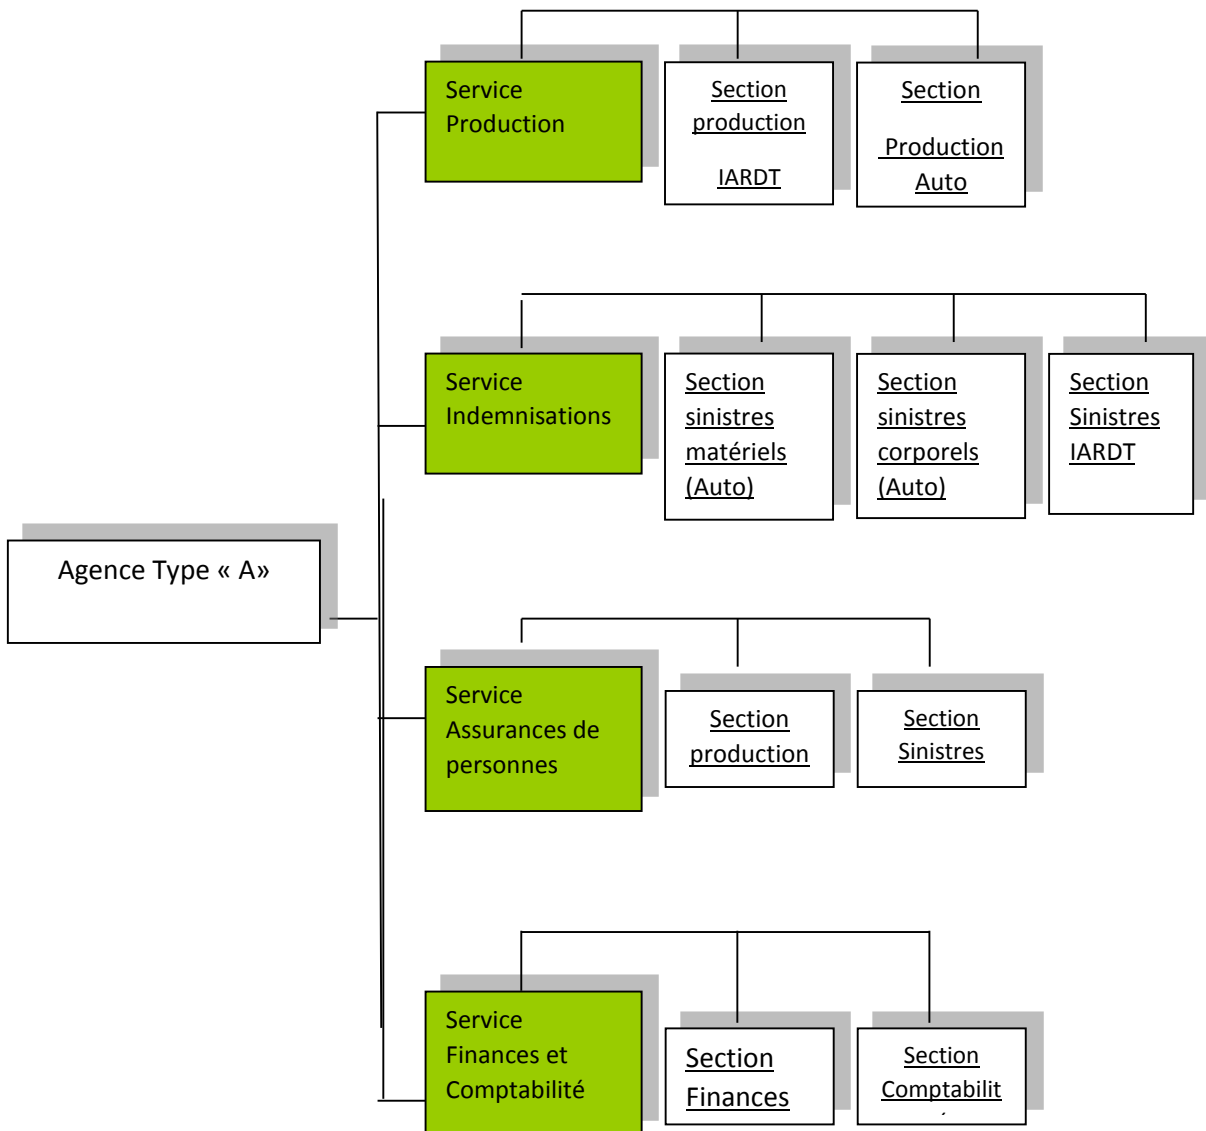 Service
Production
Section
production
IARDT
Section
Production
Auto
Service
Indemnisations
Section
sinistres
matériels
(Auto)
Section
sinistres
corporels
(Auto)
Section
Sinistres
IARDT
Agence Type « A»
Service
Assurances de
personnes
Section
production
Section
Sinistres
Service
Finances et
Comptabilité
Section
Finances
Section
Comptabilit